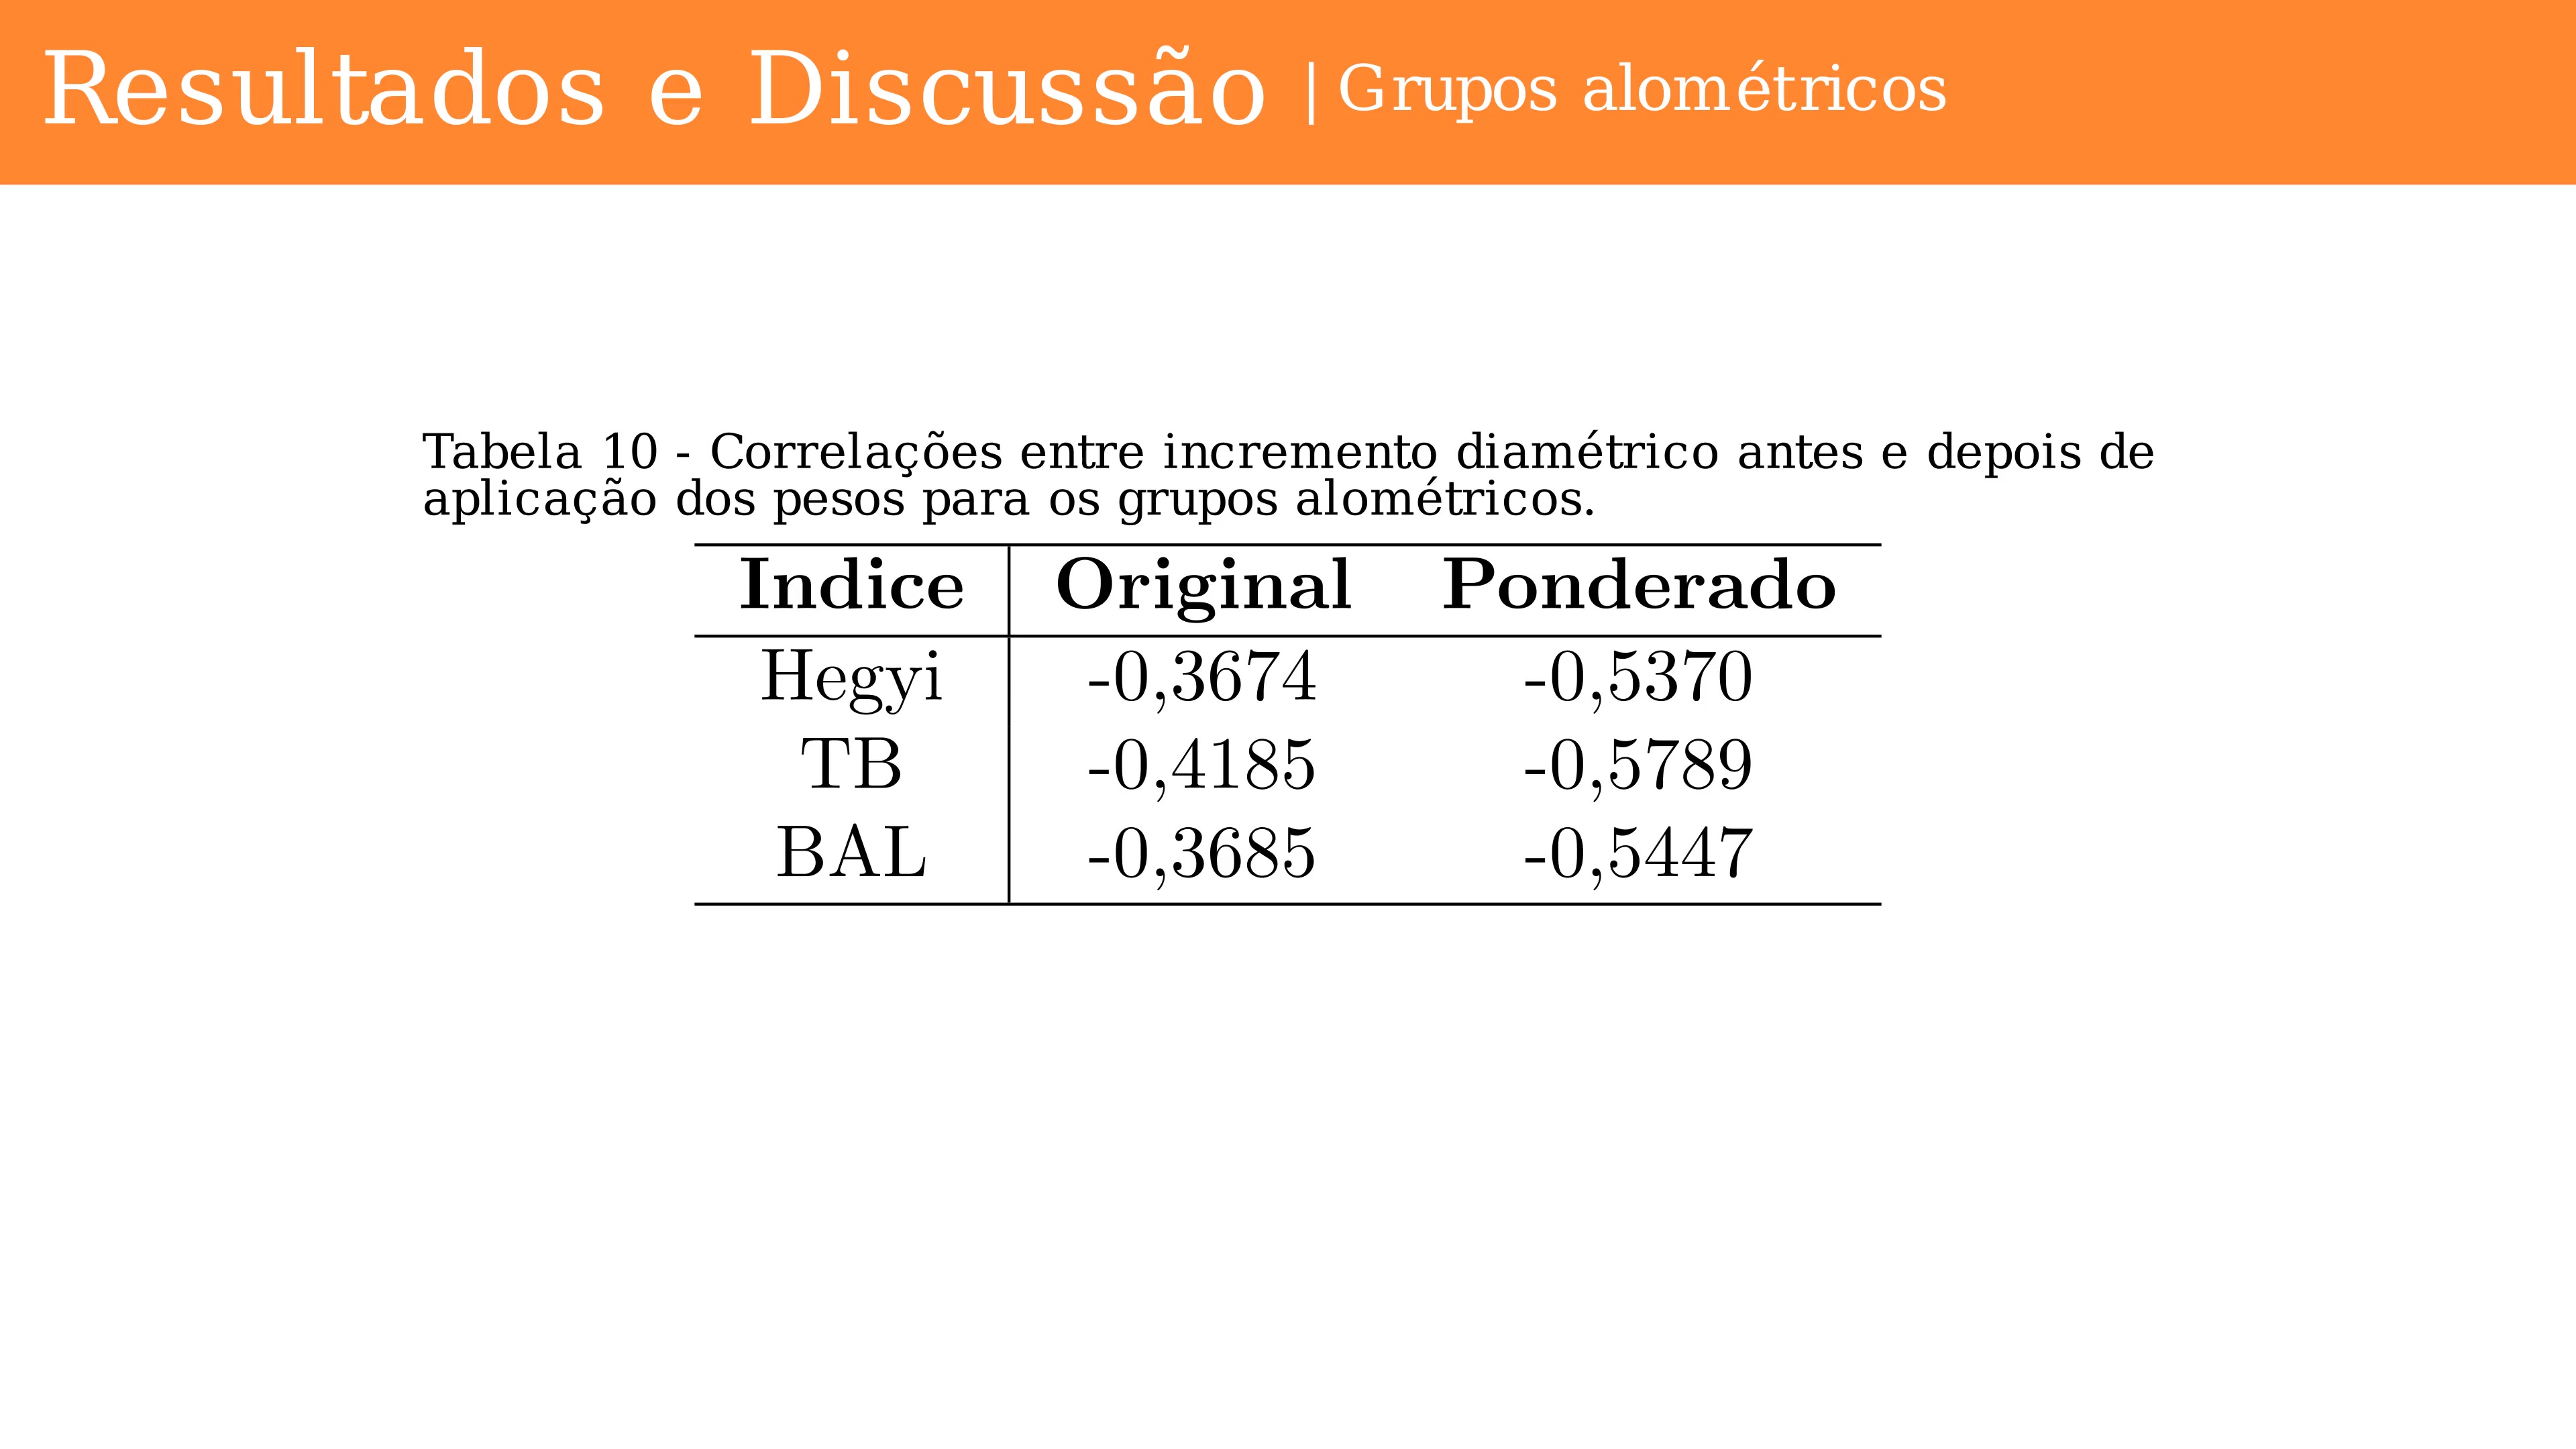 Resultados e Discussão | Grupos alométricos
Tabela 10 - Correlações entre incremento diamétrico antes e depois de
aplicação dos pesos para os grupos alométricos.
Indice Original Ponderado
Hegyi -0,3674 -0,5370
TB -0,4185 -0,5789
BAL -0,3685 -0,5447